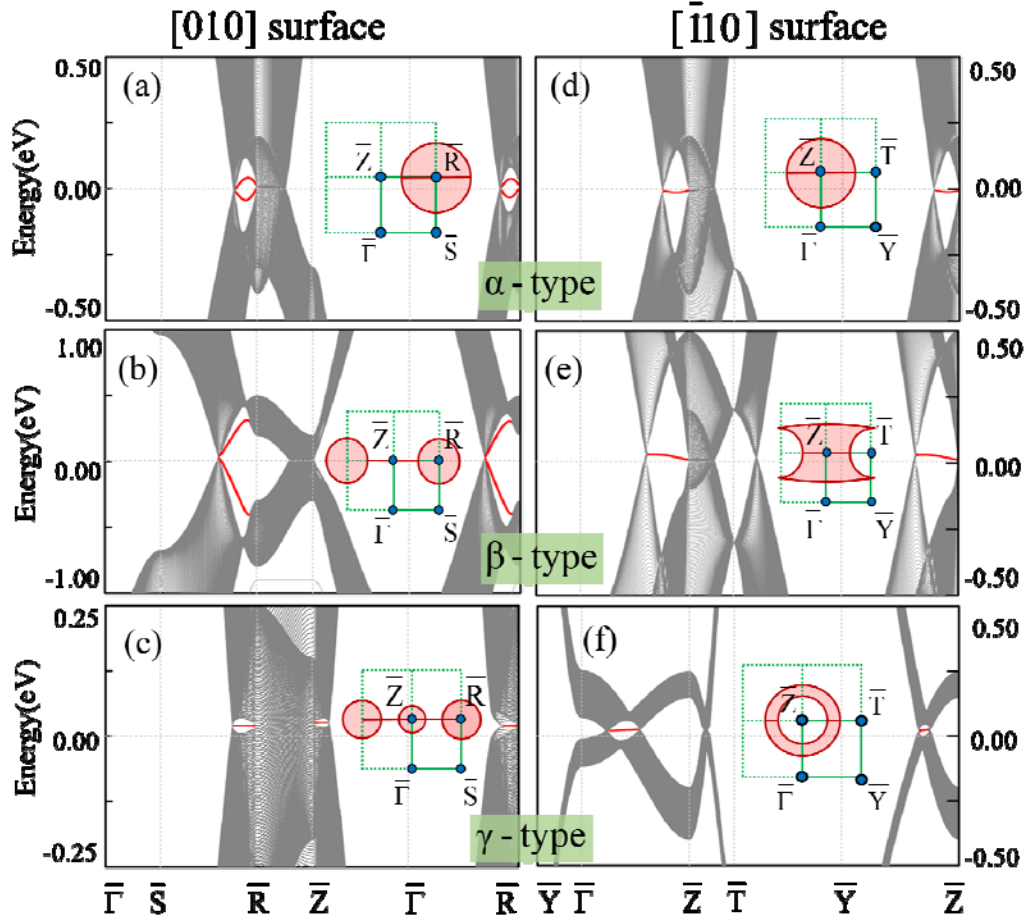 [010] surface
[1̄10] surface
Energy(eV)
0.50
0.00
-0.50
(a)
Z̄
R̄
Γ̄
S̄
(d)
Z̄
T̄
Γ̄
Ȳ
0.50
0.00
-0.50
α - type
Energy(eV)
1.00
0.00
-1.00
(b)
Z̄
R̄
Γ̄
S̄
(e)
Z̄
T̄
Γ̄
Ȳ
0.50
0.00
-0.50
β - type
Energy(eV)
0.25
0.00
-0.25
(c)
Z̄
R̄
Γ̄
S̄
(f)
Z̄
T̄
Γ̄
Ȳ
0.50
0.00
-0.50
γ - type
Γ̄ S̄ R̄ Z̄ Γ̄ R̄
Ȳ Γ̄ Z̄ T̄ Ȳ Z̄